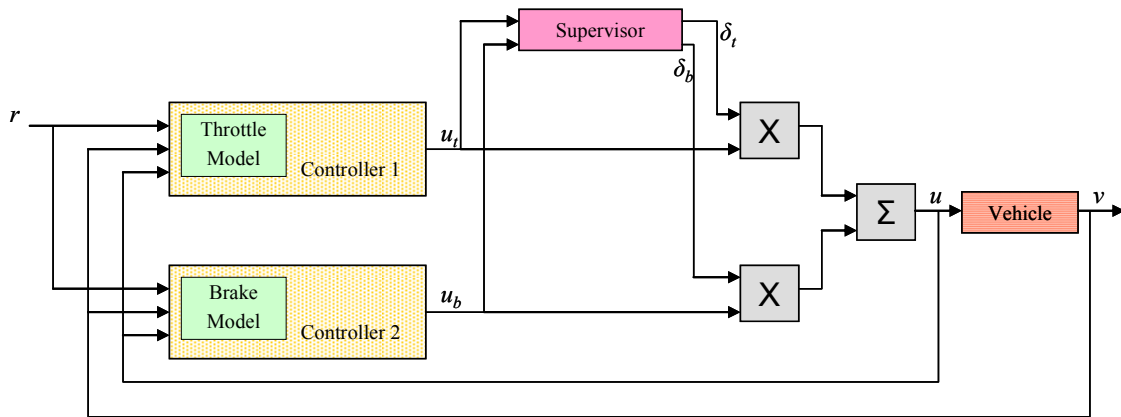 Supervisor
δt
δb
r
Throttle
Model
Controller 1
ut
X
Σ
u
Vehicle
v
Brake
Model
Controller 2
ub
X